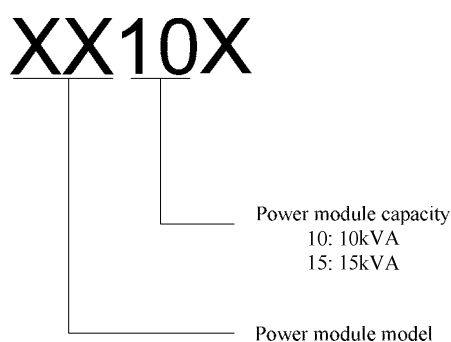 XX10X
Power module capacity
10: 10kVA
15: 15kVA
Power module model